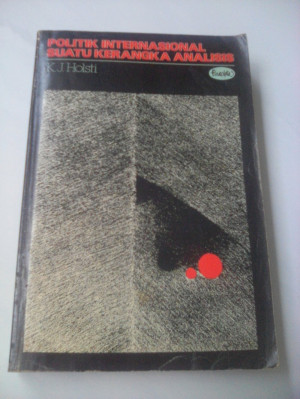 POLITIK INTERNASIONAL
SUATU KERANGKA ANALISIS
K.J. Holsti